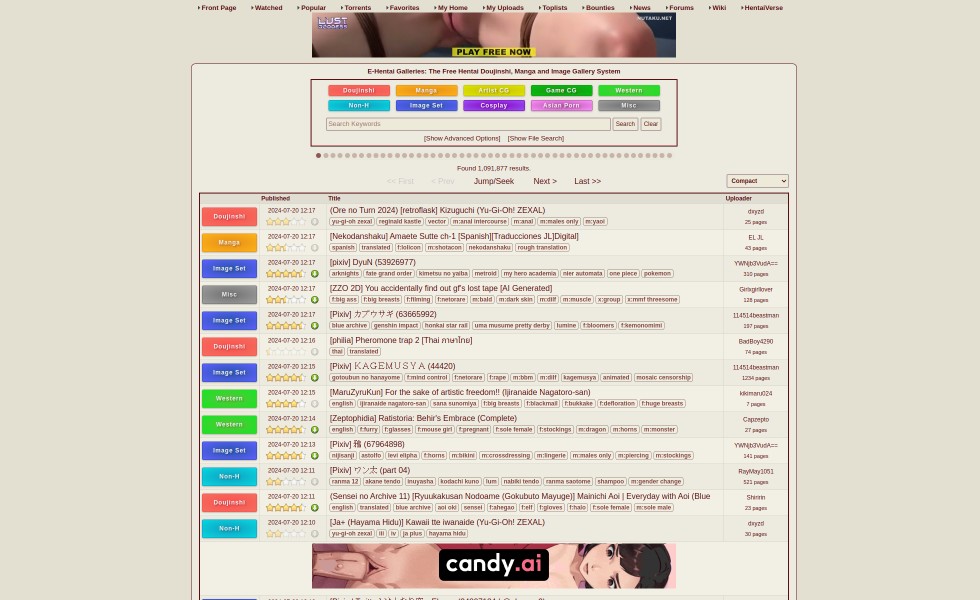 Front Page Watched Popular Torrents Favorites My Home My Uploads Toplists Bounties News Forums Wiki HentaiVerse
LUST GODDESS NUTAKU.NET
PLAY FREE NOW
E-Hentai Galleries: The Free Hentai Doujinshi, Manga and Image Gallery System
Doujinshi Manga Artist CG Game CG Western
Non-H Image Set Cosplay Asian Porn Misc
Search Keywords Search Clear
[Show Advanced Options] [Show File Search]
Found 1,091,877 results.
<< First < Prev Jump/Seek Next > Last >> Compact
Published Title Uploader
Doujinshi 2024-07-20 12:17 (Ore no Turn 2024) [retroflask] Kizuguchi (Yu-Gi-Oh! ZEXAL) dxyzd
yu-gi-oh zexal reginald kastle vector m:anal intercourse m:anal m:males only m:yaoi 25 pages
Manga 2024-07-20 12:17 [Nekodanshaku] Amaete Sutte ch-1 [Spanish][Traducciones JL]Digital] EL JL
spanish translated f:lolicon m:shotacon nekodanshaku rough translation 43 pages
Image Set 2024-07-20 12:17 [pixiv] DyuN (53926977) YWNjb3VudA==
arknights fate grand order kimetsu no yaiba metroid my hero academia nier automata one piece pokemon 310 pages
Misc 2024-07-20 12:17 [ZZO 2D] You accidentally find out gf's lost tape [AI Generated] Girlxgirllover
f:big ass f:big breasts f:filming f:netorare m:bald m:dark skin m:dilf m:muscle x:group x:mmf threesome 128 pages
Image Set 2024-07-20 12:17 [Pixiv] カプウサギ (63665992) 114514beastman
blue archive genshin impact honkai star rail uma musume pretty derby lumine f:bloomers f:kemonomimi 197 pages
Doujinshi 2024-07-20 12:16 [philia] Pheromone trap 2 [Thai ภาษาไทย] BadBoy4290
thai translated 74 pages
Image Set 2024-07-20 12:15 [Pixiv] ＫＡＧＥＭＵＳＹＡ (44420) 114514beastman
gotoubun no hanayome f:mind control f:netorare f:rape m:bbm m:dilf kagemusya animated mosaic censorship 1234 pages
Western 2024-07-20 12:15 [MaruZyruKun] For the sake of artistic freedom!! (Ijiranaide Nagatoro-san) kikimaru024
english ijiranaide nagatoro-san sana sunomiya f:big breasts f:blackmail f:bukkake f:defloration f:huge breasts 7 pages
Western 2024-07-20 12:14 [Zeptophidia] Ratistoria: Behir's Embrace (Complete) Capzepto
english f:furry f:glasses f:mouse girl f:pregnant f:sole female f:stockings m:dragon m:horns m:monster 27 pages
Image Set 2024-07-20 12:13 [Pixiv] (67964898) YWNjb3VudA==
nijisanji astolfo levi elipha f:horns m:bikini m:crossdressing m:lingerie m:males only m:piercing m:stockings 141 pages
Non-H 2024-07-20 12:11 [Pixiv] ワン太 (part 04) RayMay1051
ranma 12 akane tendo inuyasha kodachi kuno lum nabiki tendo ranma saotome shampoo m:gender change 521 pages
Doujinshi 2024-07-20 12:11 (Sensei no Archive 11) [Ryuukakusan Nodoame (Gokubuto Mayuge)] Mainichi Aoi | Everyday with Aoi (Blue Shiririn
english translated blue archive aoi oki sensei f:ahegao f:elf f:gloves f:halo f:sole female m:sole male 23 pages
Non-H 2024-07-20 12:10 [Ja+ (Hayama Hidu)] Kawaii tte iwanaide (Yu-Gi-Oh! ZEXAL) dxyzd
yu-gi-oh zexal iii iv ja plus hayama hidu 30 pages
candy.ai